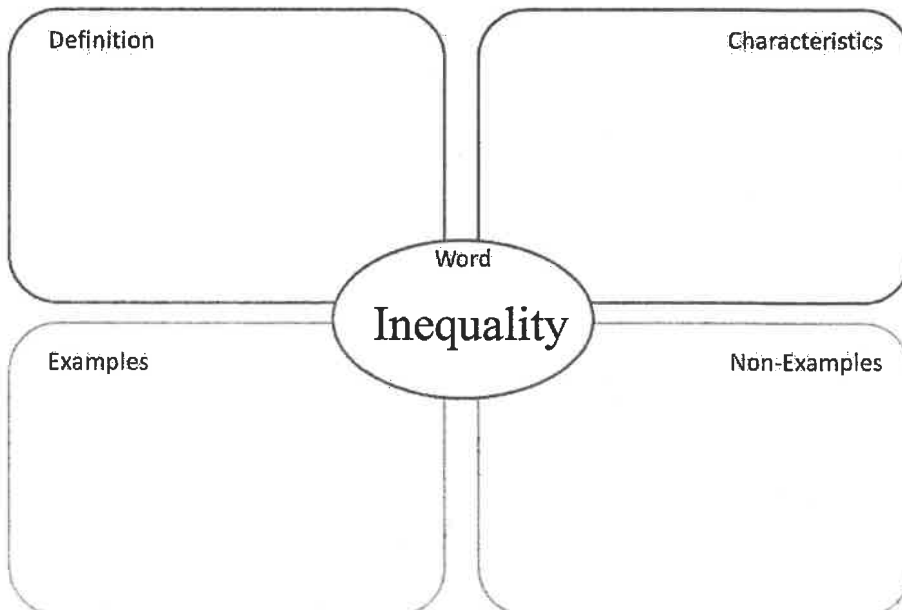 Definition
Characteristics
Word
Inequality
Examples
Non-Examples